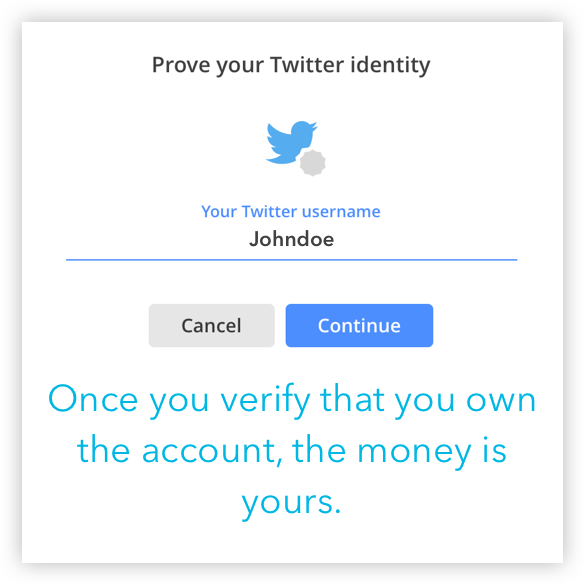 Prove your Twitter identity
Your Twitter username
Johndoe
Cancel Continue
Once you verify that you own
the account, the money is
yours.